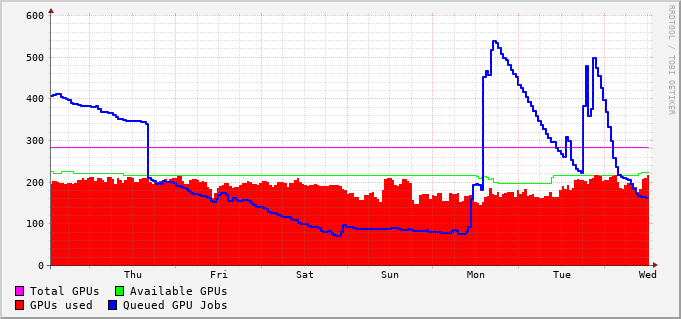 600
500
400
300
200
100
0
Thu Fri Sat Sun Mon Tue Wed
Total GPUs Available GPUs
GPUs used Queued GPU Jobs
RRDTOOL / TOBI OETIKER